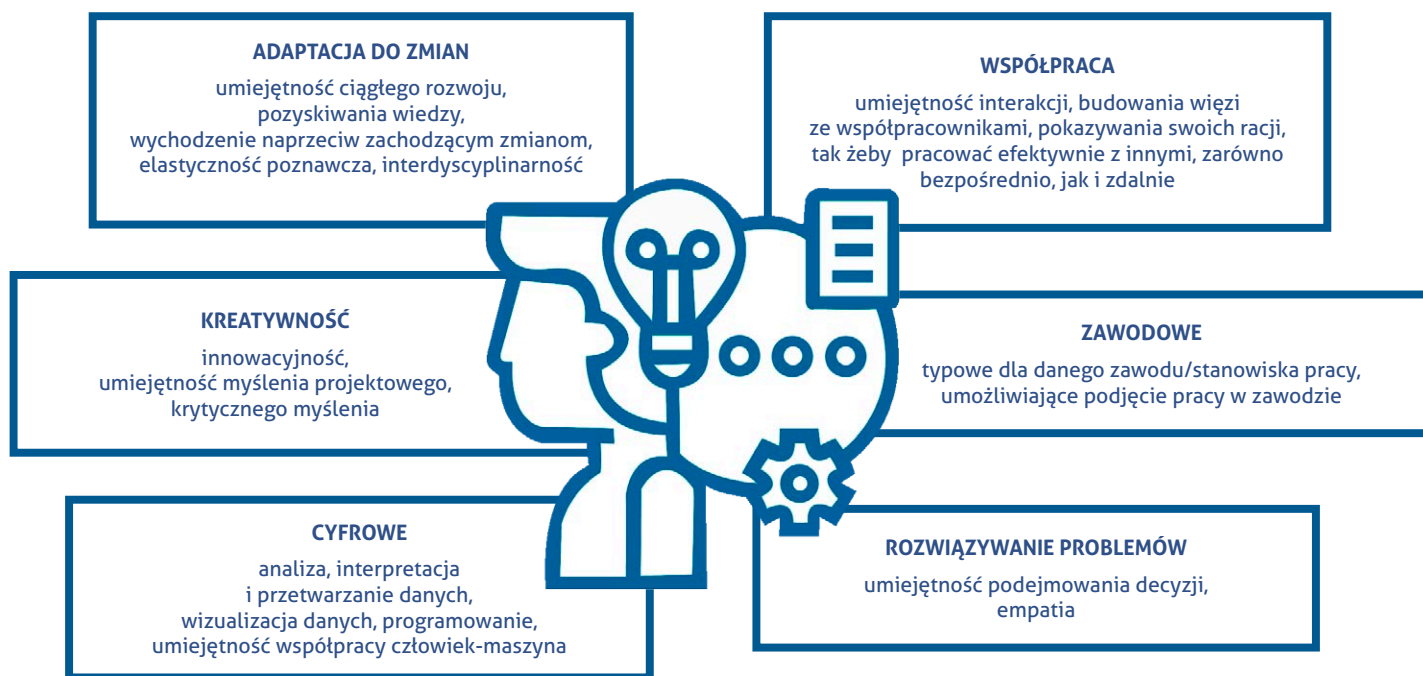 ADAPTACJA DO ZMIAN
umiejętność ciągłego rozwoju,
pozyskiwania wiedzy,
wychodzenie naprzeciw zachodzącym zmianom,
elastyczność poznawcza, interdyscyplinarność
WSPÓŁPRACA
umiejętność interakcji, budowania więzi
ze współpracownikami, pokazywania swoich racji,
tak żeby pracować efektywnie z innymi, zarówno
bezpośrednio, jak i zdalnie
KREATYWNOŚĆ
innowacyjność,
umiejętność myślenia projektowego,
krytycznego myślenia
ZAWODOWE
typowe dla danego zawodu/stanowiska pracy,
umożliwiające podjęcie pracy w zawodzie
CYFROWE
analiza, interpretacja
i przetwarzanie danych,
wizualizacja danych, programowanie,
umiejętność współpracy człowiek-maszyna
ROZWIĄZYWANIE PROBLEMÓW
umiejętność podejmowania decyzji,
empatia